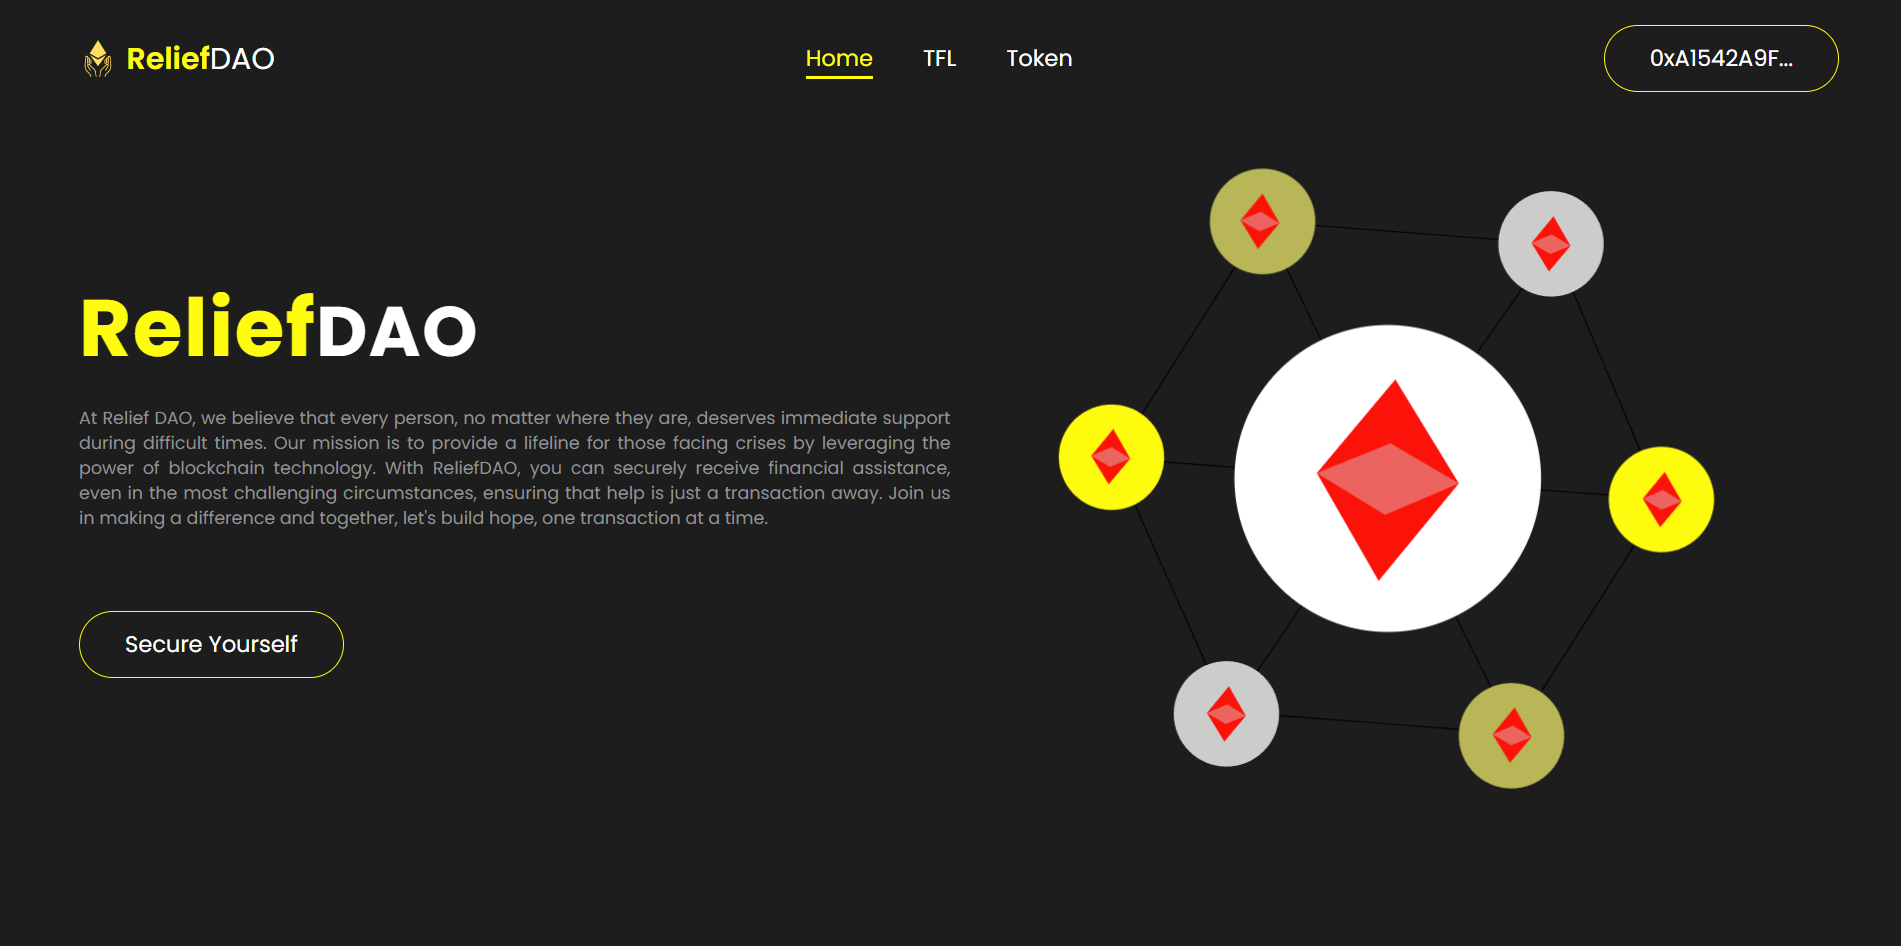 ReliefDAO
Home
TFL
Token
0xA1542A9F...
ReliefDAO
At Relief DAO, we believe that every person, no matter where they are, deserves immediate support
during difficult times. Our mission is to provide a lifeline for those facing crises by leveraging the
power of blockchain technology. With ReliefDAO, you can securely receive financial assistance,
even in the most challenging circumstances, ensuring that help is just a transaction away. Join us
in making a difference and together, let's build hope, one transaction at a time.
Secure Yourself